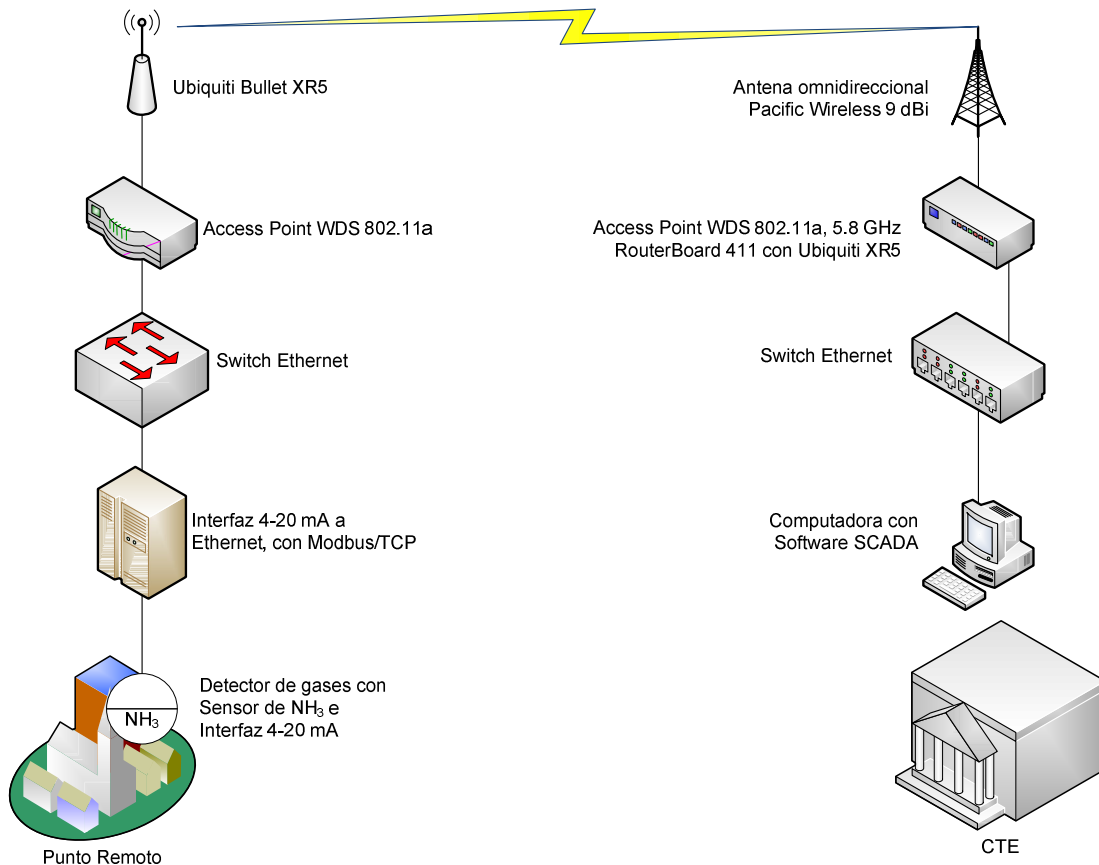 Ubiquiti Bullet XR5
Antena omnidireccional
Pacific Wireless 9 dBi
Access Point WDS 802.11a
Access Point WDS 802.11a, 5.8 GHz
RouterBoard 411 con Ubiquiti XR5
Switch Ethernet
Switch Ethernet
Interfaz 4-20 mA a
Ethernet, con Modbus/TCP
Computadora con
Software SCADA
Detector de gases con
Sensor de NH₃ e
Interfaz 4-20 mA
NH₃
Punto Remoto
CTE